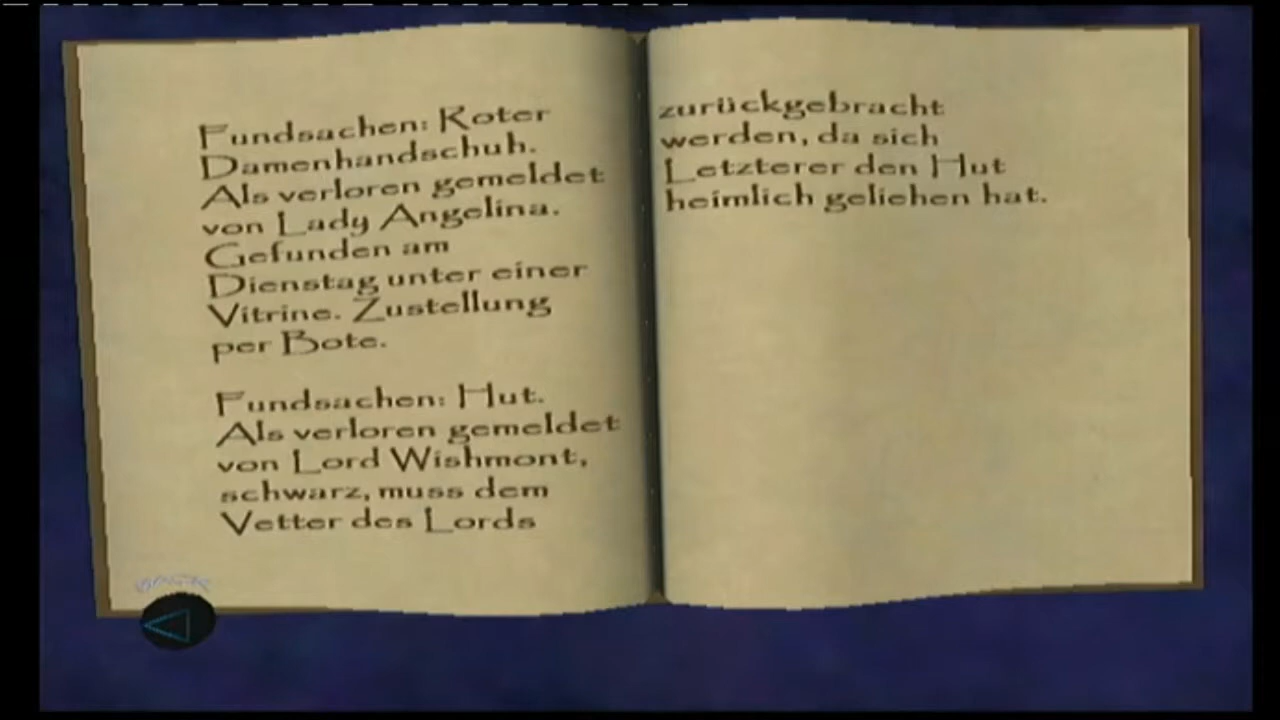 Fundsachen: Roter
Damenhandschuh.
Als verloren gemeldet
von Lady Angelina.
Gefunden am
Dienstag unter einer
Vitrine. Zustellung
per Bote.
Fundsachen: Hut.
Als verloren gemeldet
von Lord Wishmont,
schwarz, muss dem
Vetter des Lords
zurückgebracht
werden, da sich
Letzterer den Hut
heimlich geliehen hat.